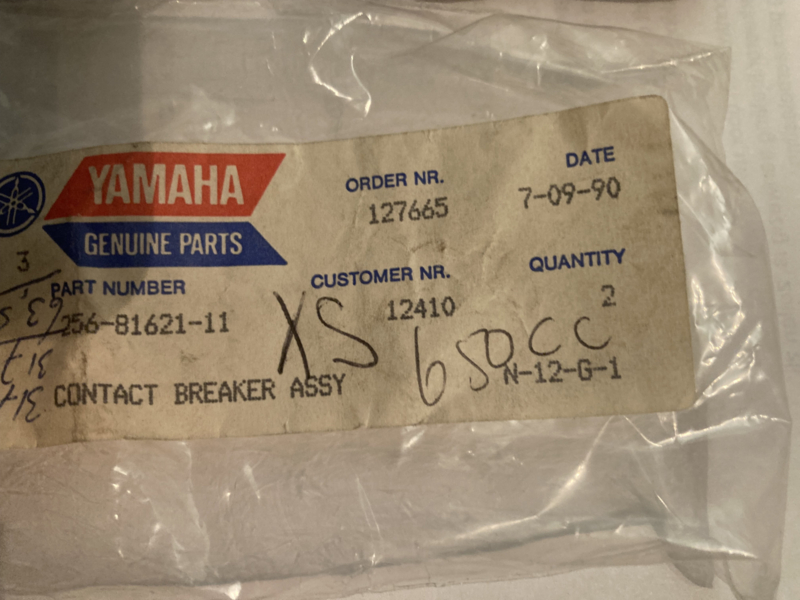 YAMAHA
GENUINE PARTS
ORDER NR.
127665
DATE
7-09-90
3
PART NUMBER
256-81621-11
CUSTOMER NR.
12410
QUANTITY
2
XS 650CC
N-12-G-1
CONTACT BREAKER ASSY